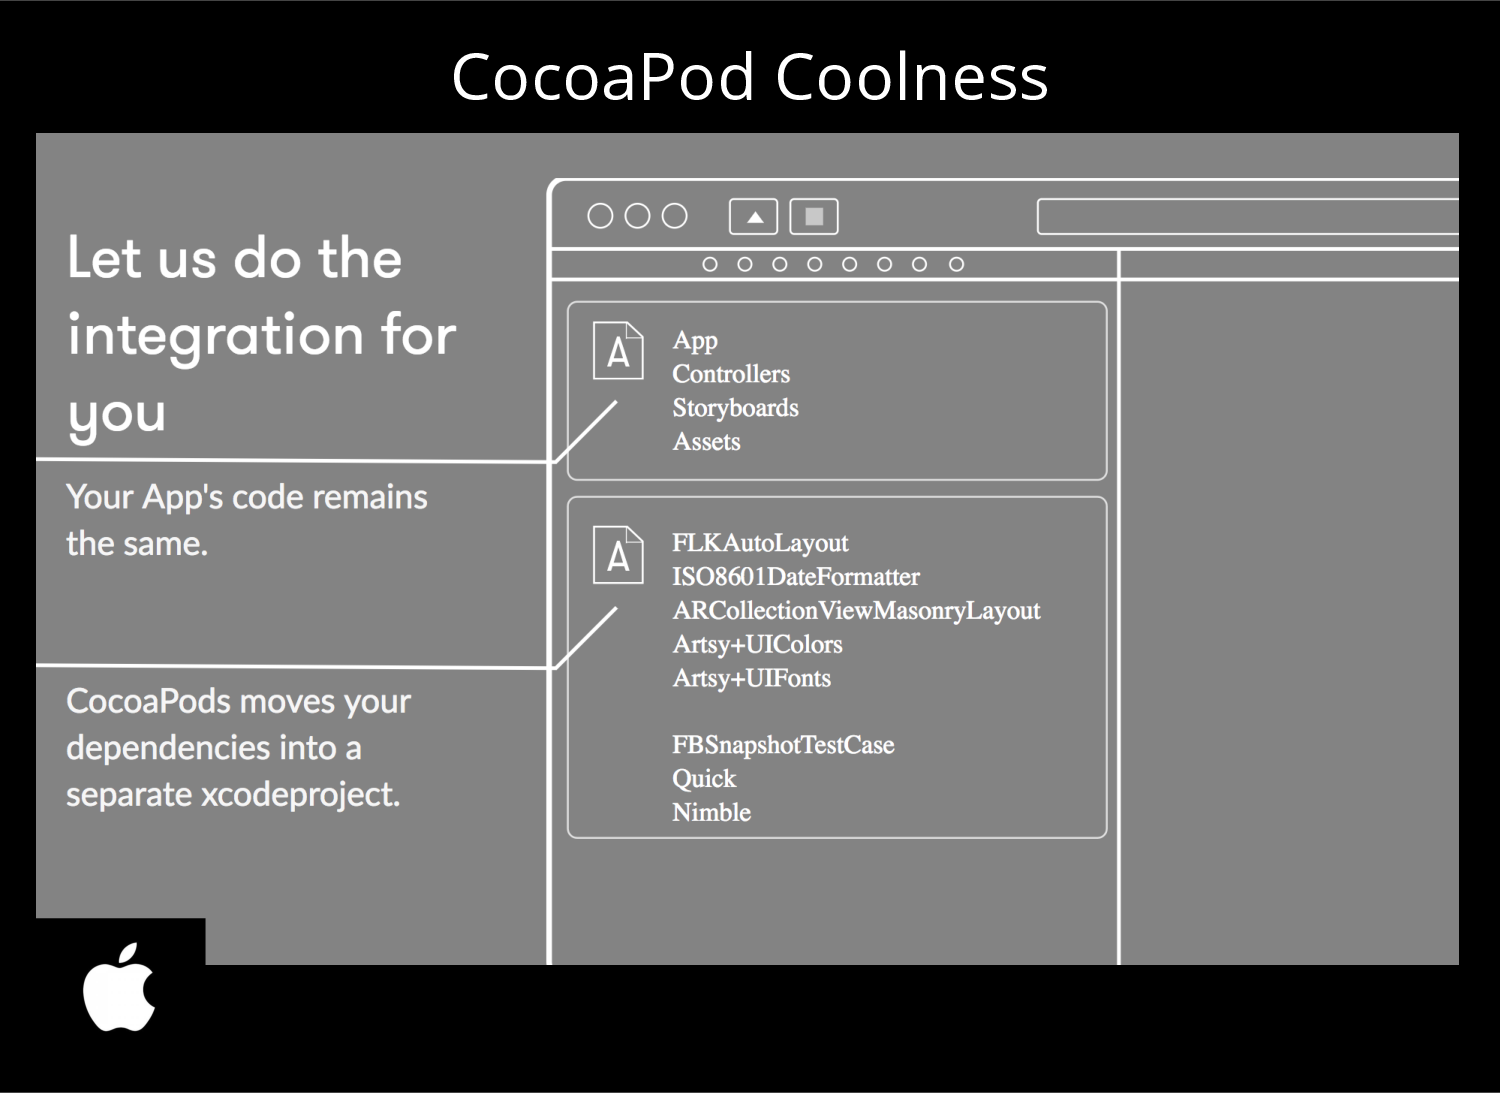 CocoaPod Coolness
Let us do the
integration for
you
Your App's code remains
the same.
CocoaPods moves your
dependencies into a
separate xcodeproject.
A
App
Controllers
Storyboards
Assets
A
FLKAutoLayout
ISO8601DateFormatter
ARCollectionViewMasonryLayout
Artsy+UIColors
Artsy+UIFonts
FBSnapshotTestCase
Quick
Nimble